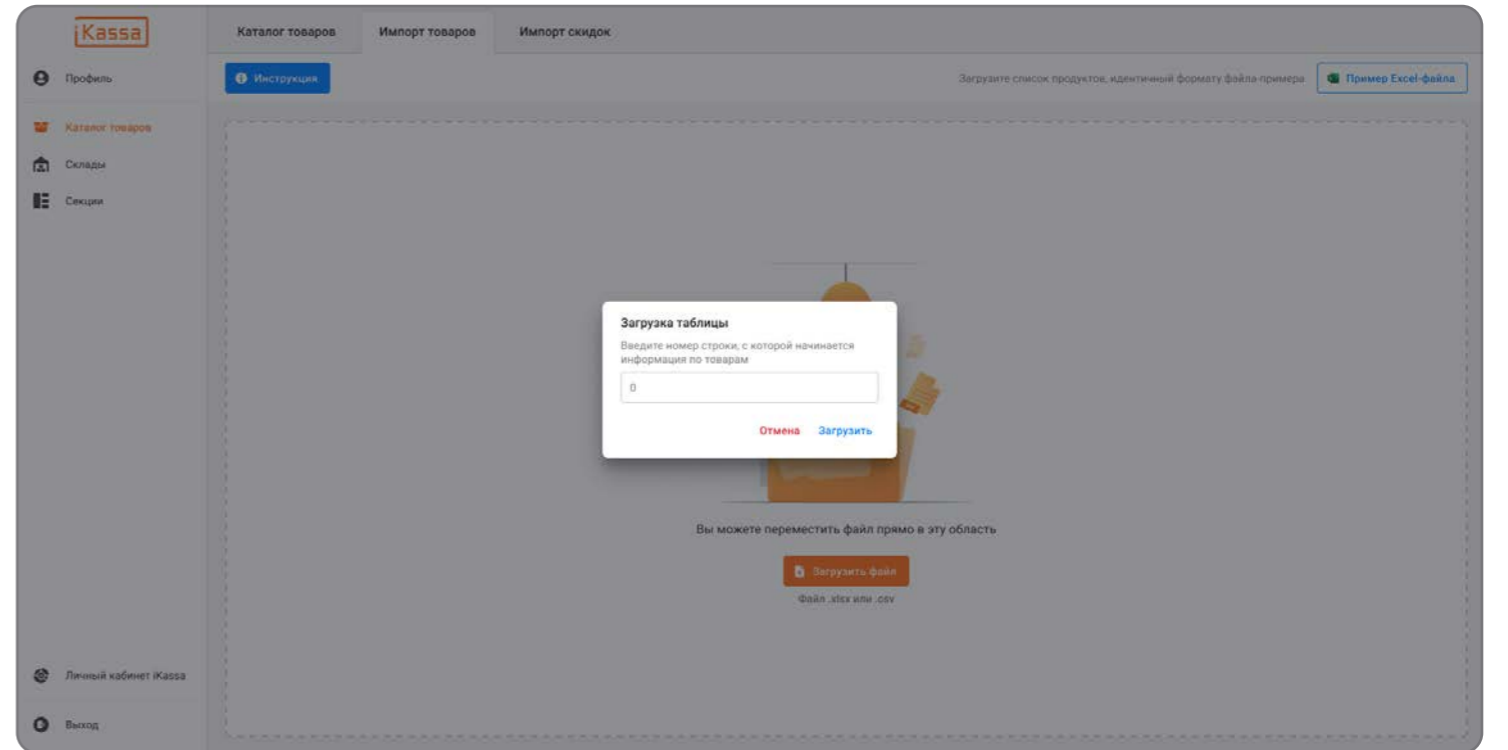 iKassa
Каталог товаров
Импорт товаров
Импорт скидок
Профиль
Инструкция
Загрузите список продуктов, идентичный формату файла-примера
Пример Excel-файла
Каталог товаров
Склады
Секции
Загрузка таблицы
Введите номер строки, с которой начинается
информация по товарам
0
Отмена
Загрузить
Вы можете переместить файл прямо в эту область
Загрузить файл
Файл .xlsx или .csv
Личный кабинет iKassa
Выход